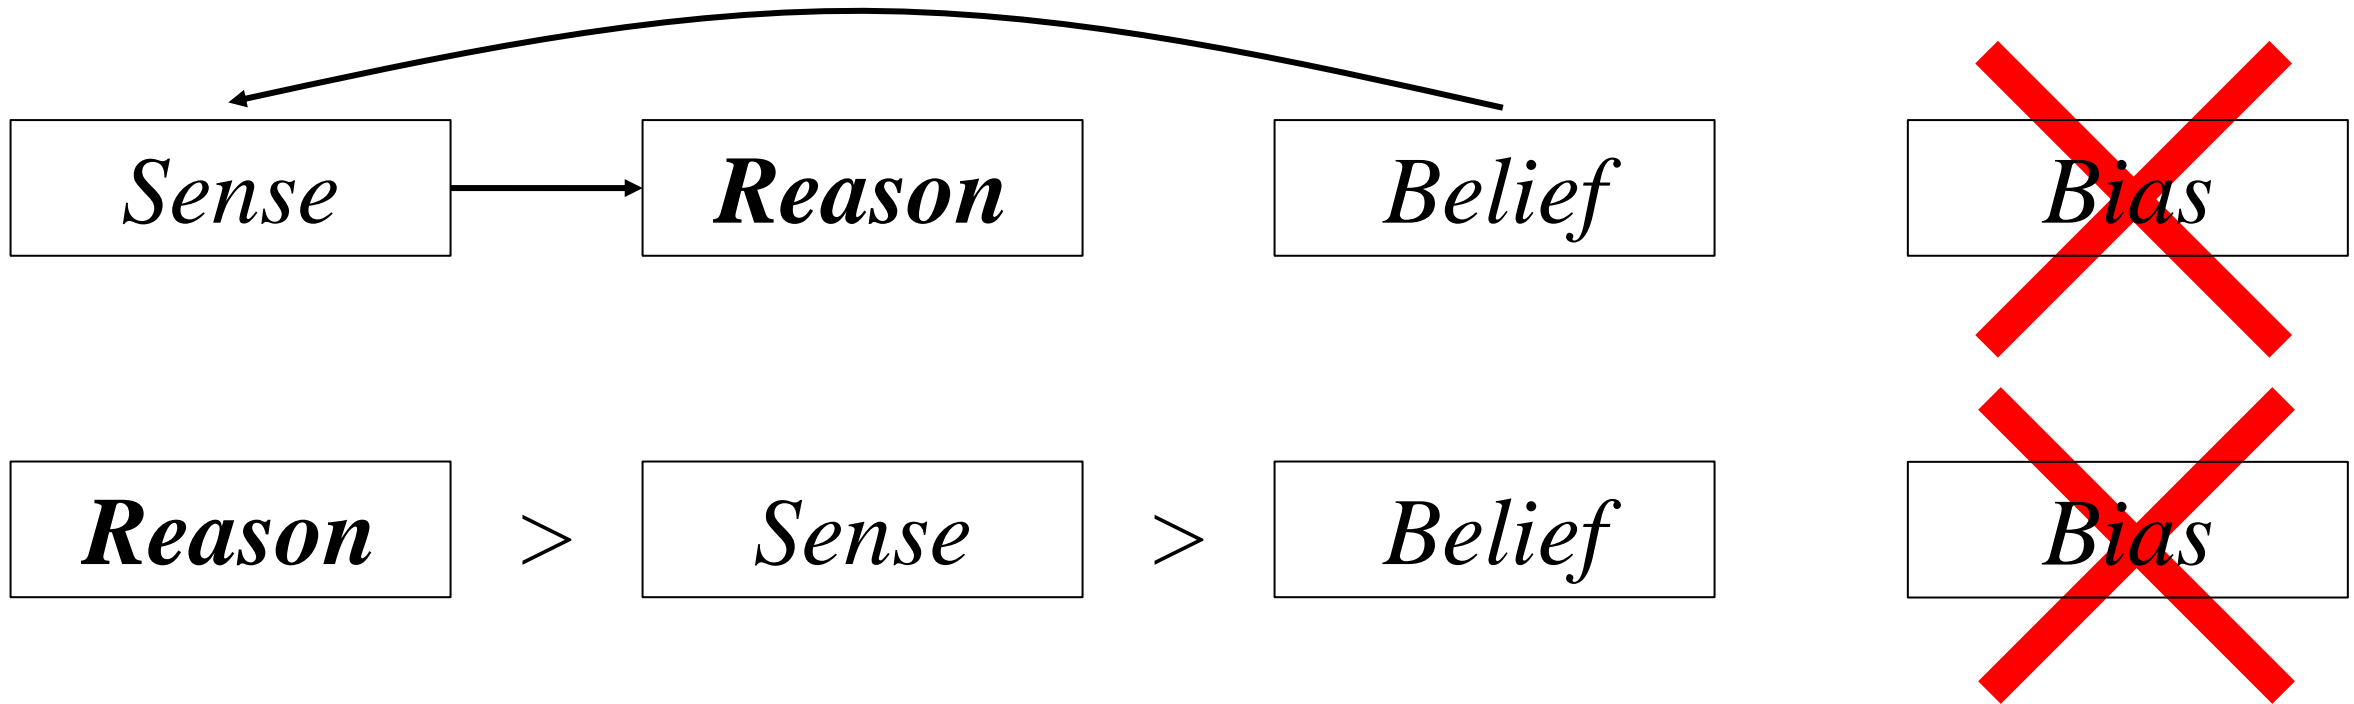 Sense Reason Belief Bias
Reason > Sense > Belief Bias